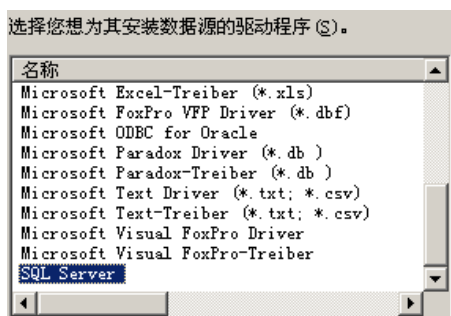 选择您想为其安装数据源的驱动程序(S)。
名称
Microsoft Excel-Treiber (*.xls)
Microsoft FoxPro VFP Driver (*.dbf)
Microsoft ODBC for Oracle
Microsoft Paradox Driver (*.db )
Microsoft Paradox-Treiber (*.db )
Microsoft Text Driver (*.txt; *.csv)
Microsoft Text-Treiber (*.txt; *.csv)
Microsoft Visual FoxPro Driver
Microsoft Visual FoxPro-Treiber
SQL Server